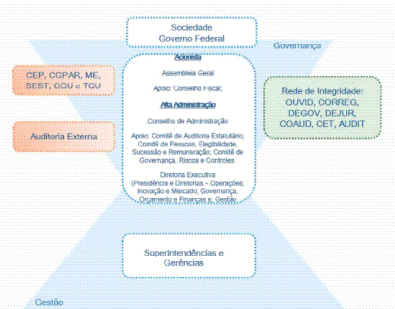 Sociedade
Governo Federal
Governança
Acionista
Assembleia Geral
Apoio: Conselho Fiscal;
Alta Administração
Conselho de Administração
Apoio: Comitê de Auditoria Estatutário;
Comitê de Pessoas, Elegibilidade,
Sucessão e Remuneração; Comitê de
Governança, Riscos e Controles.
Diretoria Executiva
(Presidência e Diretorias – Operações;
Inovação e Mercado; Governança,
Orçamento e Finanças e; Gestão
CEP, CGPAR, ME,
SEST, CGU e TCU
Auditoria Externa
Rede de Integridade:
OUVID, CORREG,
DEGOV, DEJUR,
COAUD, CET, AUDIT
Superintendências e
Gerências
Gestão